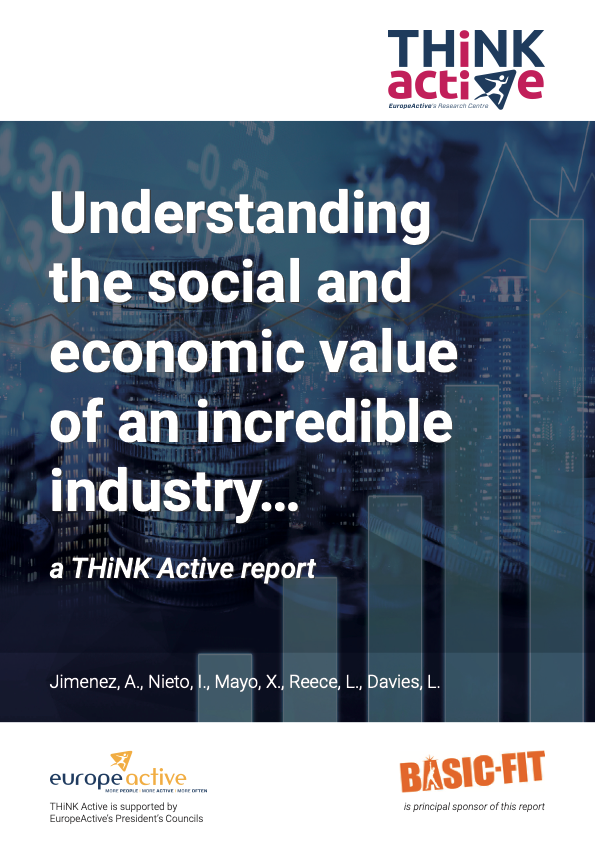 THiNK
active
EuropeActive's Research Centre
Understanding
the social and
economic value
of an incredible
industry...
a THiNK Active report
Jimenez, A., Nieto, I., Mayo, X., Reece, L., Davies, L.
europeactive
MORE PEOPLE | MORE ACTIVE | MORE OFTEN
THiNK Active is supported by
EuropeActive's President's Councils
BASIC-FIT
is principal sponsor of this report